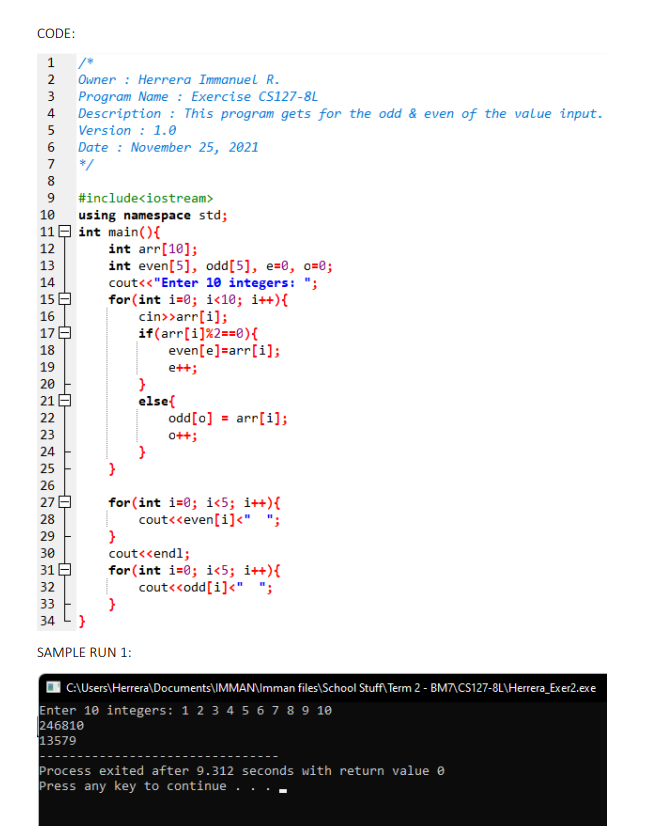 CODE:
1 /*
2 Owner : Herrera Immanuel R.
3 Program Name : Exercise CS127-8L
4 Description : This program gets for the odd & even of the value input.
5 Version : 1.0
6 Date : November 25, 2021
7 */
8
9 #include<iostream>
10 using namespace std;
11 int main(){
12 int arr[10];
13 int even[5], odd[5], e=0, o=0;
14 cout<<"Enter 10 integers: ";
15 for(int i=0; i<10; i++){
16 cin>>arr[i];
17 if(arr[i]%2==0){
18 even[e]=arr[i];
19 e++;
20 }
21 else{
22 odd[o] = arr[i];
23 o++;
24 }
25 }
26
27 for(int i=0; i<5; i++){
28 cout<<even[i]<" ";
29 }
30 cout<<endl;
31 for(int i=0; i<5; i++){
32 cout<<odd[i]<" ";
33 }
34 }
SAMPLE RUN 1:
C:\Users\Herrera\Documents\IMMAN\Imman files\School Stuff\Term 2 - BM7\CS127-8L\Herrera_Exer2.exe
Enter 10 integers: 1 2 3 4 5 6 7 8 9 10
246810
13579
--------------------------------
Process exited after 9.312 seconds with return value 0
Press any key to continue . . .